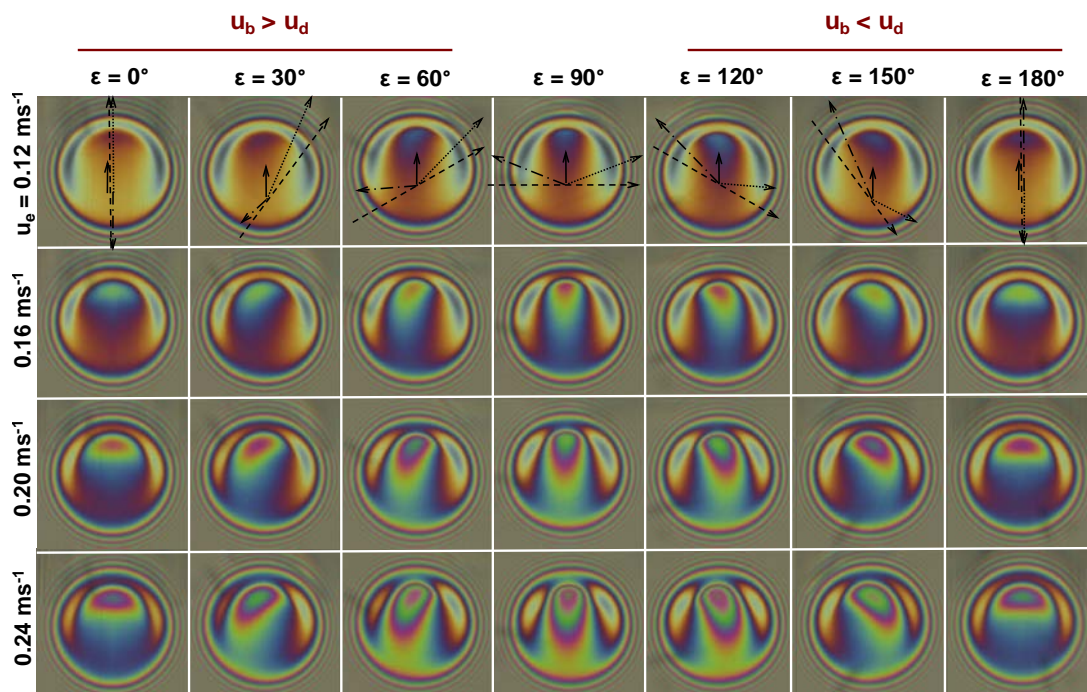 u_b > u_d
u_b < u_d
ε = 0°
ε = 30°
ε = 60°
ε = 90°
ε = 120°
ε = 150°
ε = 180°
u_e = 0.12 ms⁻¹
0.16 ms⁻¹
0.20 ms⁻¹
0.24 ms⁻¹